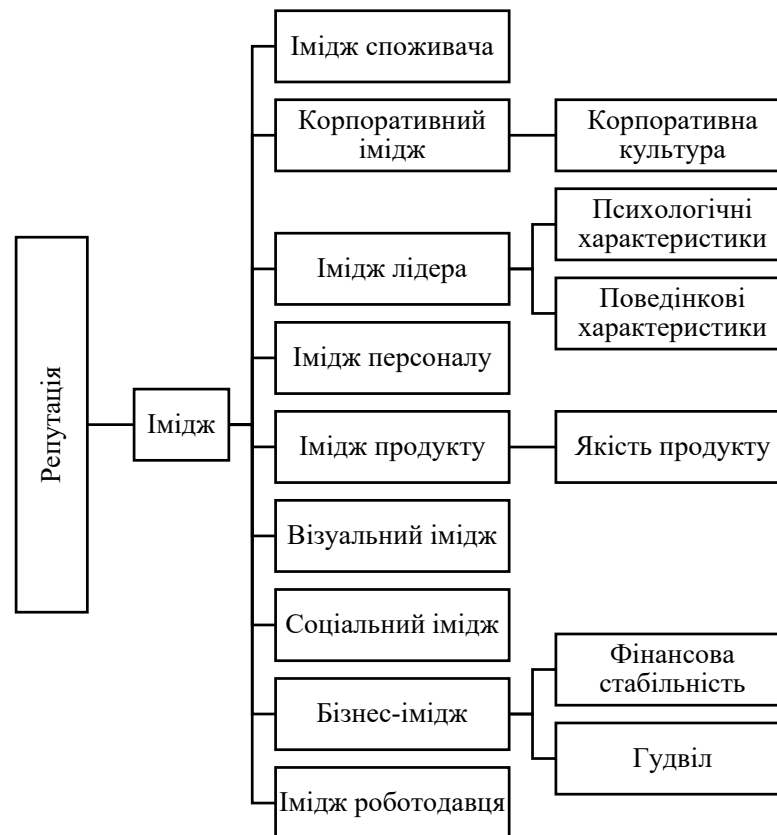 Репутація
Імідж
Імідж споживача
Корпоративний
імідж
Корпоративна
культура
Імідж лідера
Психологічні
характеристики
Поведінкові
характеристики
Імідж персоналу
Імідж продукту
Якість продукту
Візуальний імідж
Соціальний імідж
Бізнес-імідж
Фінансова
стабільність
Гудвіл
Імідж роботодавця